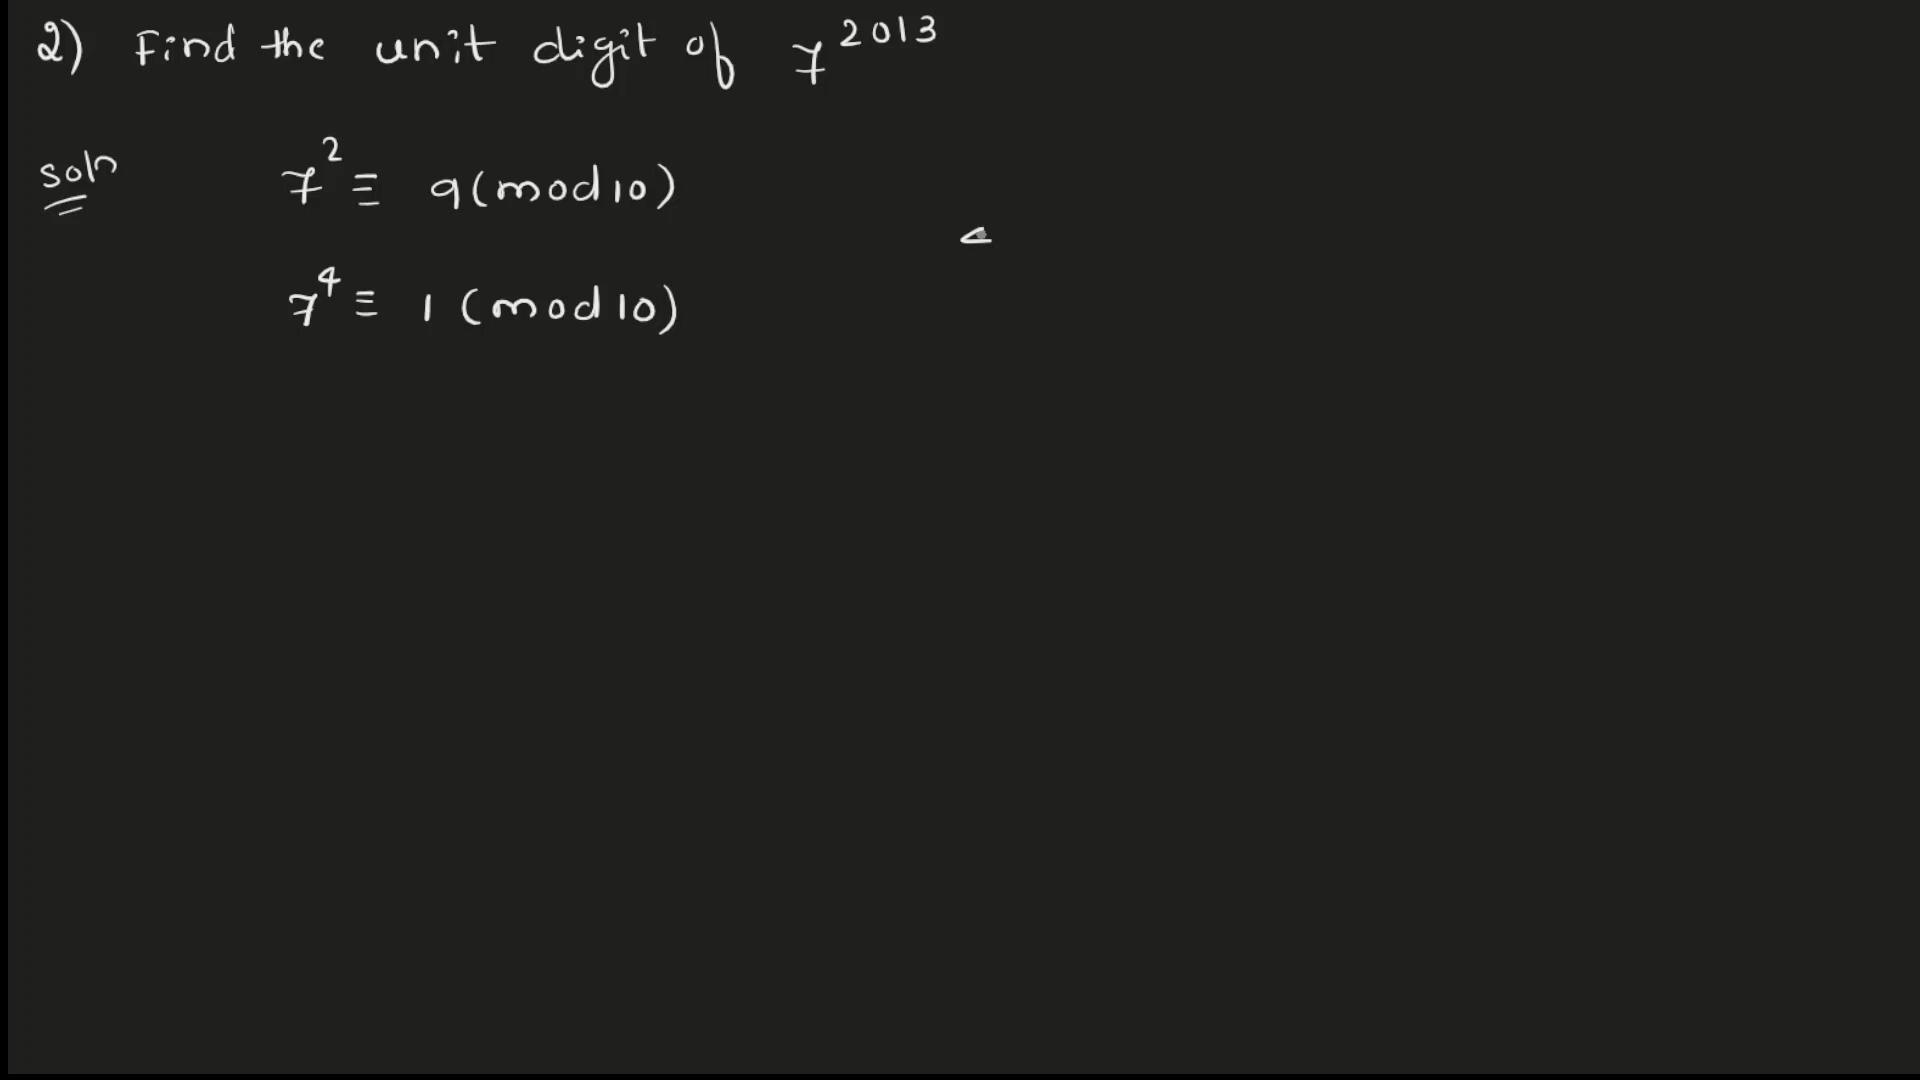 2) Find the unit digit of 7^2013
soln 7^2 ≡ 9(mod10)
7^4 ≡ 1 (mod10)